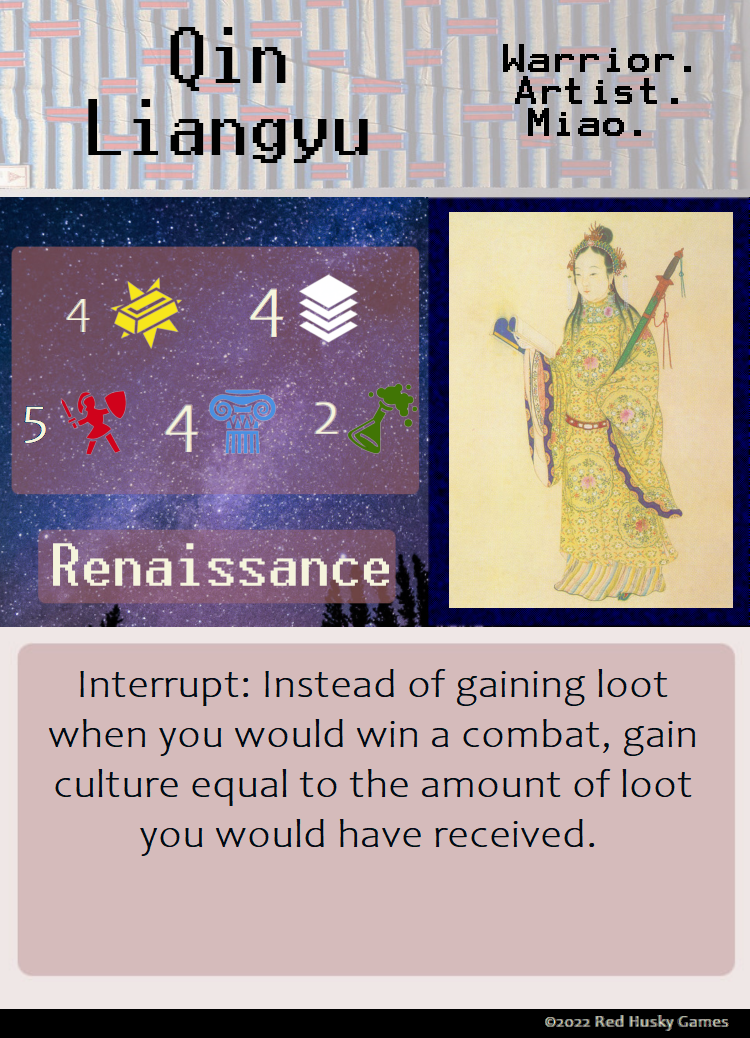 Qin
Liangyu
Warrior.
Artist.
Miao.
4
4
5
4
2
Renaissance
Interrupt: Instead of gaining loot
when you would win a combat, gain
culture equal to the amount of loot
you would have received.
©2022 Red Husky Games